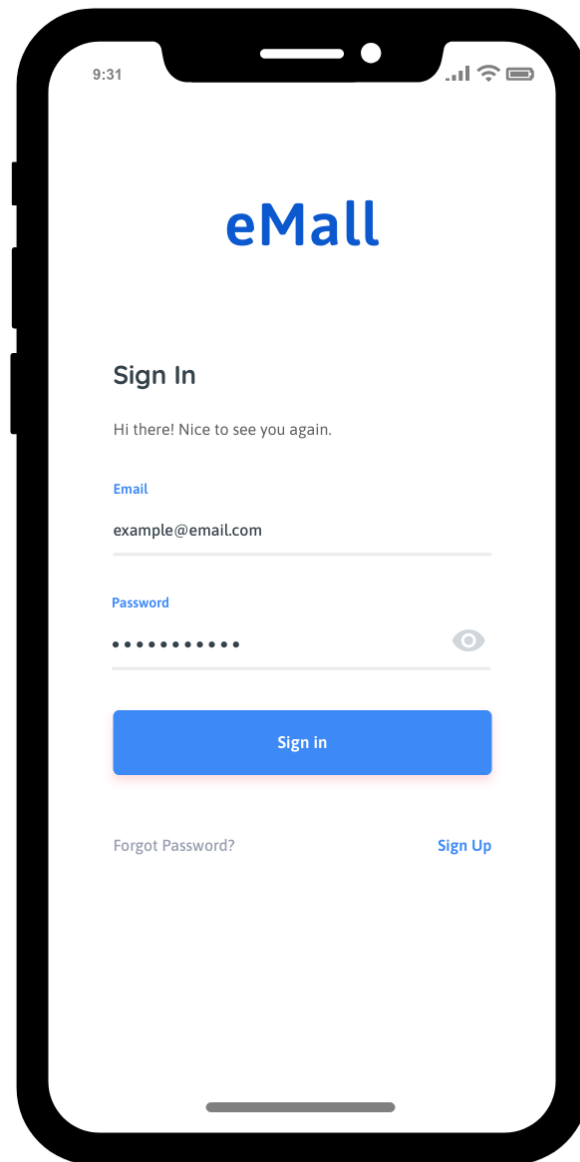 9:31
eMall
Sign In
Hi there! Nice to see you again.
Email
example@email.com
Password
•••••••••••
Sign in
Forgot Password? Sign Up